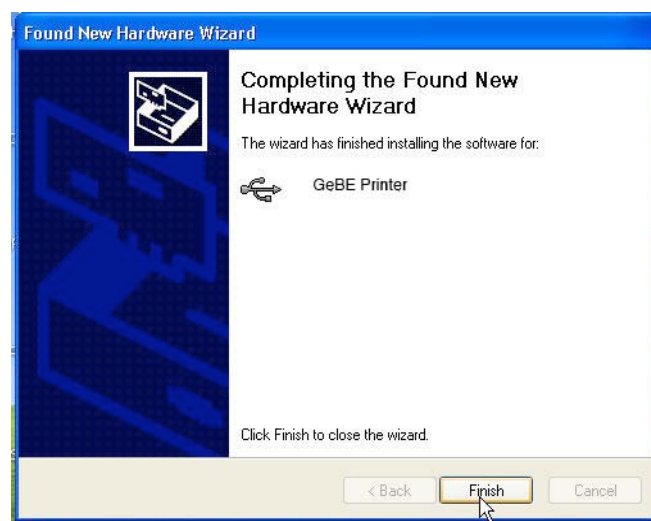 Found New Hardware Wizard
Completing the Found New
Hardware Wizard
The wizard has finished installing the software for:
GeBE Printer
Click Finish to close the wizard.
< Back
Finish
Cancel